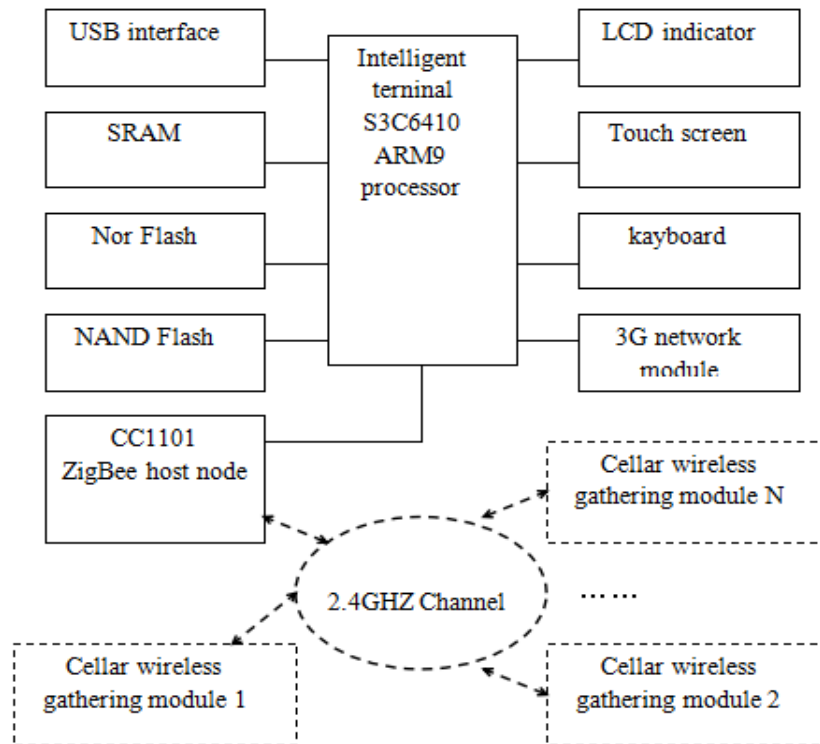 USB interface
Intelligent
terninal
S3C6410
ARM9
processor
LCD indicator
SRAM
Touch screen
Nor Flash
kayboard
NAND Flash
3G network
module
CC1101
ZigBee host node
Cellar wireless
gathering module N
2.4GHZ Channel
……
Cellar wireless
gathering module 1
Cellar wireless
gathering module 2